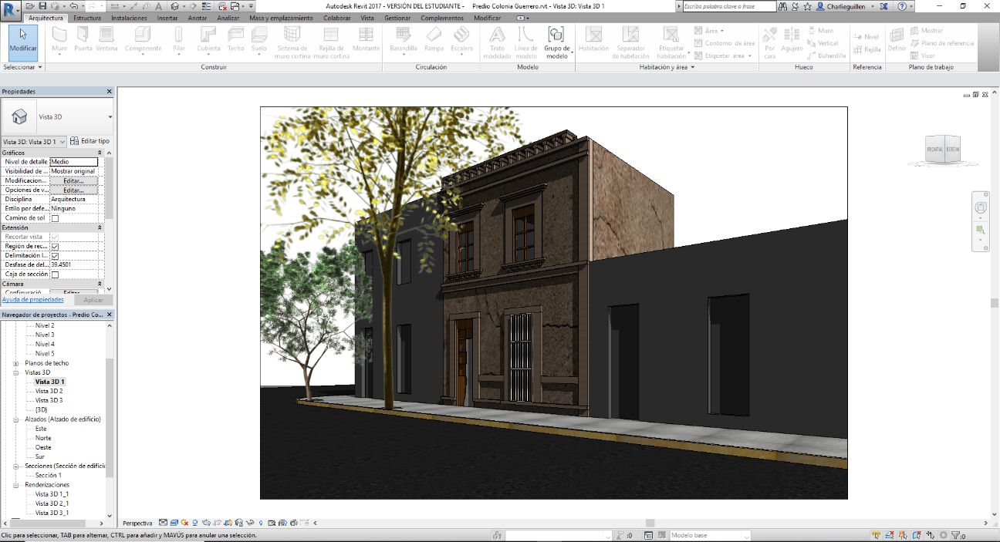 Autodesk Revit 2017 - VERSIÓN DEL ESTUDIANTE - Predio Colonia Guerrero.rvt - Vista 3D: Vista 3D 1
Escriba palabra clave o frase
Charlieguillen
Arquitectura Estructura Instalaciones Insertar Anotar Analizar Masa y emplazamiento Colaborar Vista Gestionar Complementos Modificar
Modificar
Muro Puerta Ventana Componente Pilar Cubierta Techo Suelo Sistema de muro cortina Rejilla de muro cortina Montante
Barandilla Rampa Escalera
Texto modelado Línea de modelo Grupo de modelo
Habitación Separador de habitación Etiquetar habitación
Área
Contorno de área
Etiquetar área
Por cara Agujero
Muro
Vertical
Buhardilla
Nivel
Rejilla
Definir
Mostrar
Plano de referencia
Visor
Seleccionar Construir Circulación Modelo Habitación y área Hueco Referencia Plano de trabajo
Propiedades
Vista 3D
Vista 3D: Vista 3D 1 Editar tipo
Gráficos
Nivel de detalle Medio
Visibilidad de ... Mostrar original
Modificacion... Editar...
Opciones de v... Editar...
Disciplina Arquitectura
Estilo por defe... Ninguno
Camino de sol
Extensión
Recortar vista
Región de rec...
Delimitación l...
Desfase de del... 39.4501
Caja de sección
Cámara
Ayuda de propiedades Aplicar
Navegador de proyectos - Predio Co...
Nivel 2
Nivel 3
Nivel 4
Nivel 5
Planos de techo
Vistas 3D
Vista 3D 1
Vista 3D 2
Vista 3D 3
{3D}
Alzados (Alzado de edificio)
Este
Norte
Oeste
Sur
Secciones (Sección de edificio
Sección 1
Renderizaciones
Vista 3D 1_1
Vista 3D 2_1
Vista 3D 3_1
FRONTAL
Perspectiva
Clic para seleccionar, TAB para alternar, CTRL para añadir y MAYÚS para anular una selección.
:0
Modelo base
:0